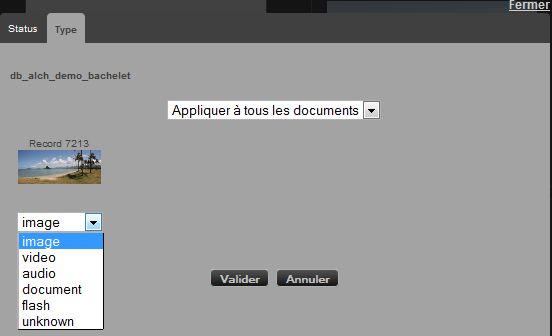 Fermer
Status
Type
db_alch_demo_bachelet
Appliquer à tous les documents
Record 7213
image
image
video
audio
document
flash
unknown
Valider
Annuler